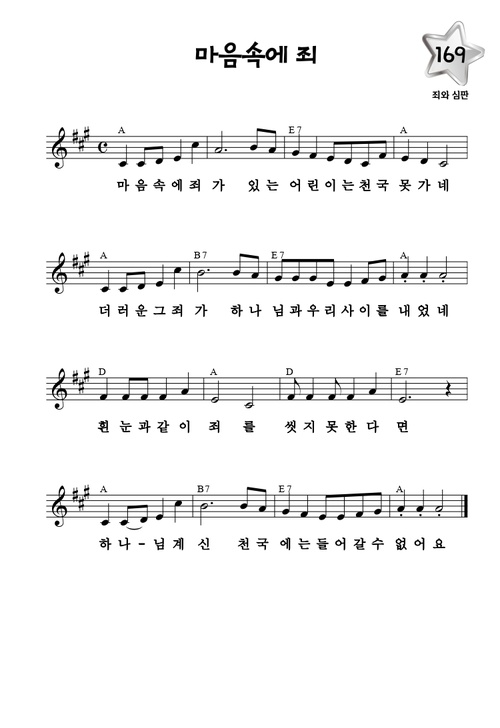 마음속에 죄
169
죄와 심판
A E7 A
마음속에죄 가 있는 어린이는천국 못가네
A B7 E7 A
더러운그죄 가 하나 님과우리사이를 내었네
D A D E7
흰눈과같이 죄 를 씻지못한다 면
A B7 E7 A
하나-님계 신 천국 에는들어갈수 없어요